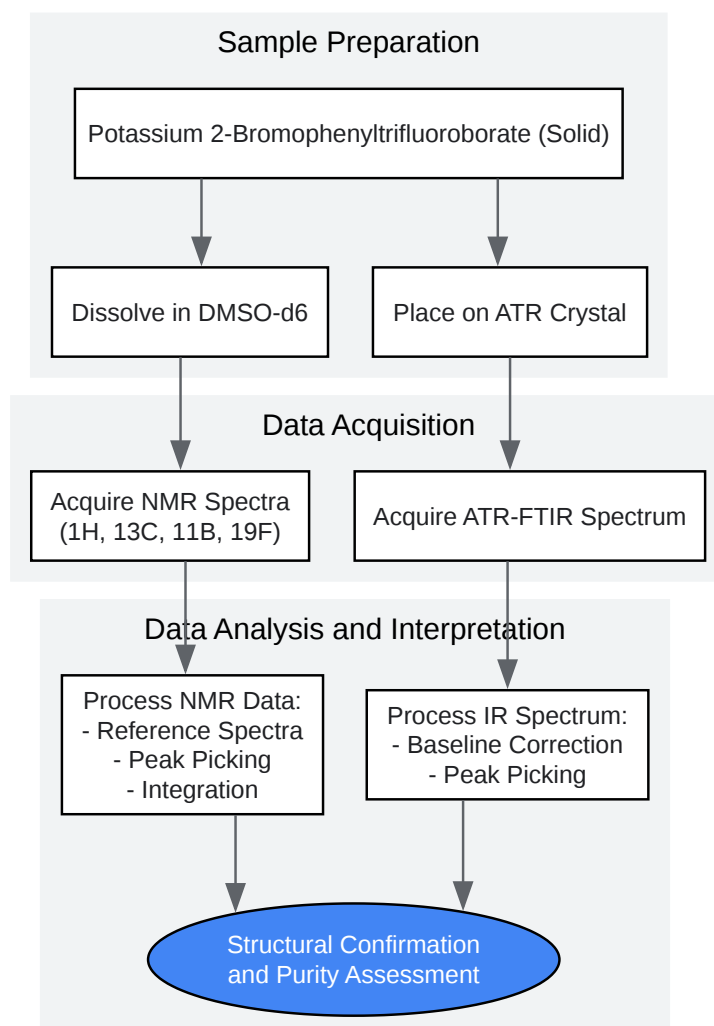 Sample Preparation
Potassium 2-Bromophenyltrifluoroborate (Solid)
Dissolve in DMSO-d6
Place on ATR Crystal
Data Acquisition
Acquire NMR Spectra
(1H, 13C, 11B, 19F)
Acquire ATR-FTIR Spectrum
Data Analysis and Interpretation
Process NMR Data:
- Reference Spectra
- Peak Picking
- Integration
Process IR Spectrum:
- Baseline Correction
- Peak Picking
Structural Confirmation
and Purity Assessment